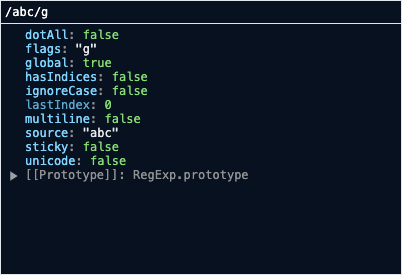 /abc/g
dotAll: false
flags: "g"
global: true
hasIndices: false
ignoreCase: false
lastIndex: 0
multiline: false
source: "abc"
sticky: false
unicode: false
▶ [[Prototype]]: RegExp.prototype